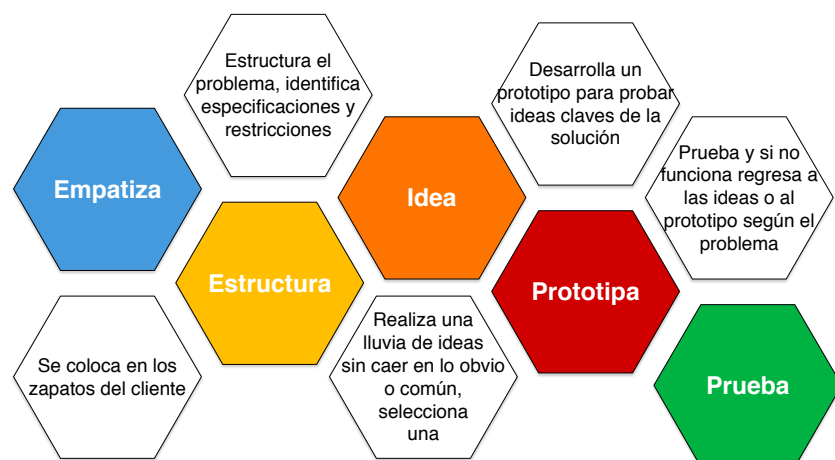 Empatiza
Se coloca en los
zapatos del cliente
Estructura el
problema, identifica
especificaciones y
restricciones
Estructura
Idea
Realiza una
lluvia de ideas
sin caer en lo obvio
o común,
selecciona
una
Desarrolla un
prototipo para probar
ideas claves de la
solución
Prototipa
Prueba y si no
funciona regresa a
las ideas o al
prototipo según el
problema
Prueba